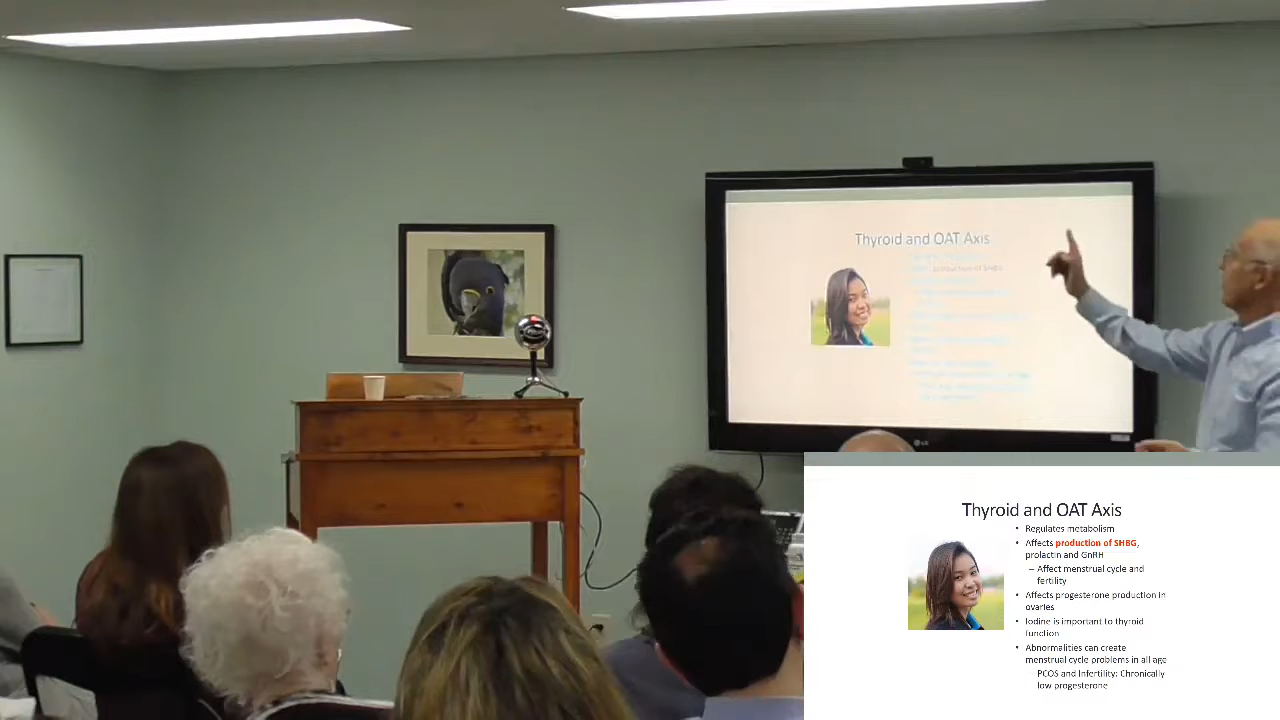 Thyroid and OAT Axis
LG
Thyroid and OAT Axis
• Regulates metabolism
• Affects production of SHBG,
prolactin and GnRH
– Affect menstrual cycle and
fertility
• Affects progesterone production in
ovaries
• Iodine is important to thyroid
function
• Abnormalities can create
menstrual cycle problems in all age
PCOS and Infertility: Chronically
low progesterone